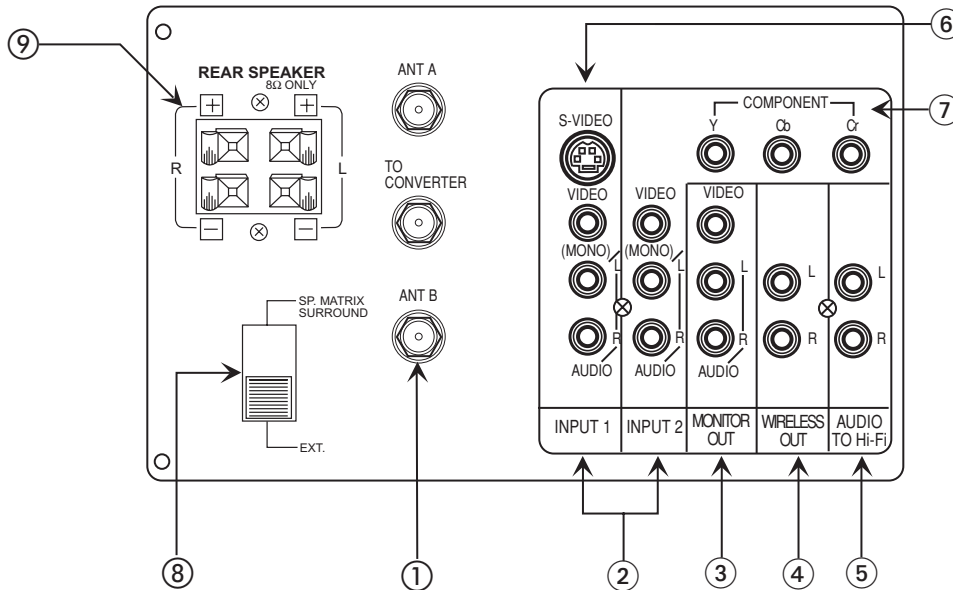 ⑨
REAR SPEAKER
8Ω ONLY
+ +
R L
− −
ANT A
TO
CONVERTER
ANT B
SP. MATRIX
SURROUND
EXT.
⑧
①
⑥
⑦
COMPONENT
Y Cb Cr
S-VIDEO
VIDEO VIDEO VIDEO
(MONO) (MONO)
L L L L L
R R R R R
AUDIO AUDIO AUDIO
INPUT 1
INPUT 2
MONITOR
OUT
WIRELESS
OUT
AUDIO
TO Hi-Fi
②
③
④
⑤